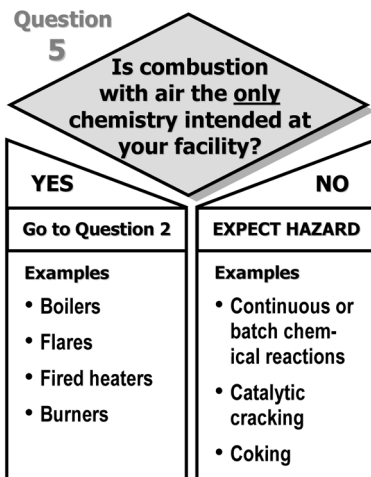 Question
5
Is combustion
with air the only
chemistry intended at
your facility?
YES
NO
Go to Question 2
EXPECT HAZARD
Examples
• Boilers
• Flares
• Fired heaters
• Burners
Examples
• Continuous or
batch chem-
ical reactions
• Catalytic
cracking
• Coking